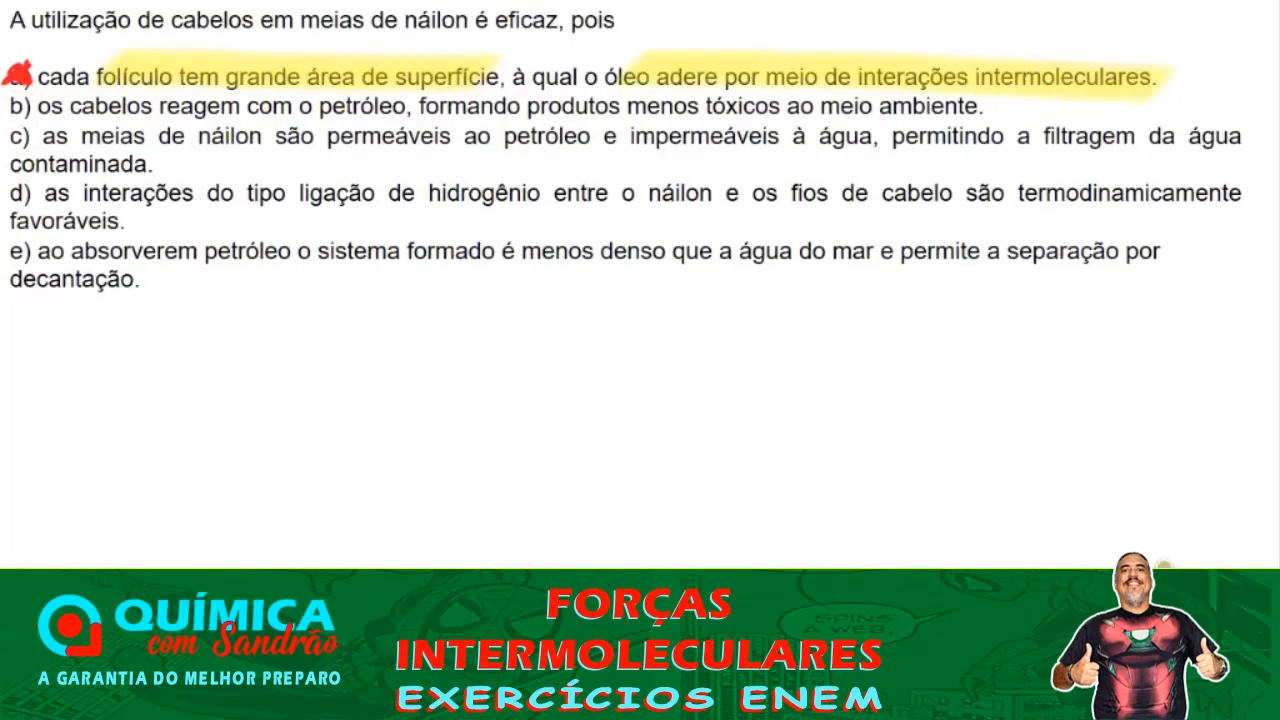 A utilização de cabelos em meias de náilon é eficaz, pois
a) cada folículo tem grande área de superfície, à qual o óleo adere por meio de interações intermoleculares.
b) os cabelos reagem com o petróleo, formando produtos menos tóxicos ao meio ambiente.
c) as meias de náilon são permeáveis ao petróleo e impermeáveis à água, permitindo a filtragem da água
contaminada.
d) as interações do tipo ligação de hidrogênio entre o náilon e os fios de cabelo são termodinamicamente
favoráveis.
e) ao absorverem petróleo o sistema formado é menos denso que a água do mar e permite a separação por
decantação.
QUÍMICA
com Sandrão
A GARANTIA DO MELHOR PREPARO
FORÇAS
INTERMOLECULARES
EXERCÍCIOS ENEM
SPINS
A WEB,